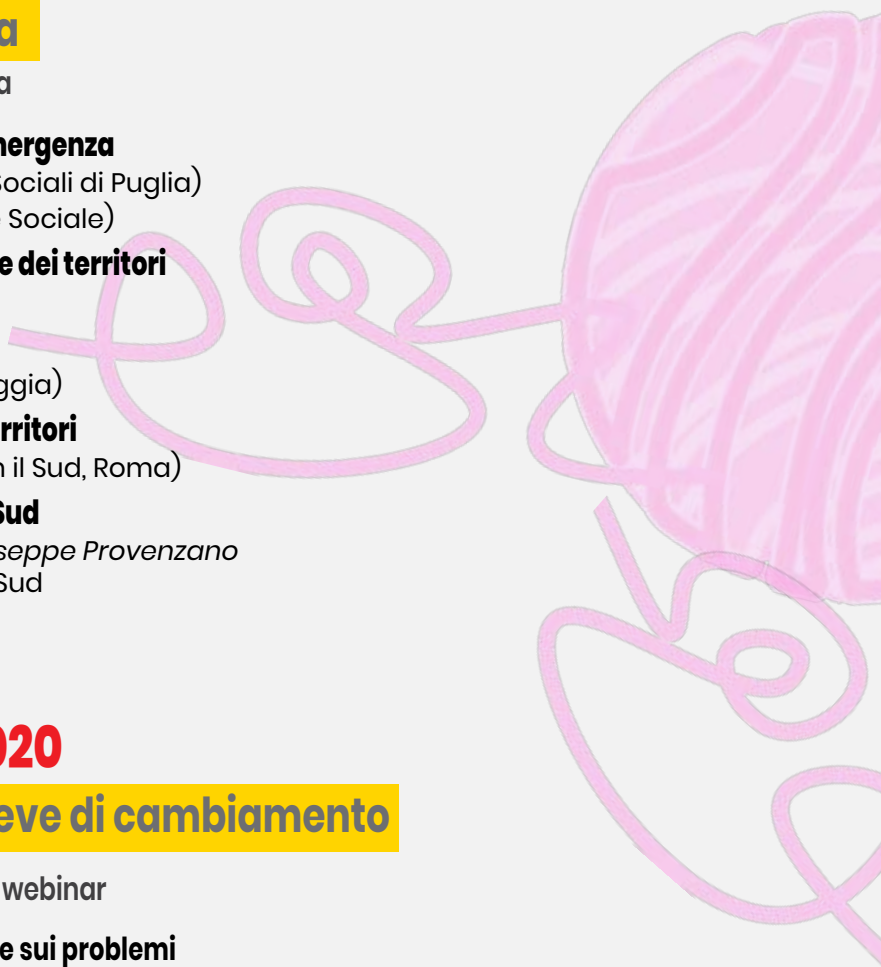 a
a
mergenza
Sociali di Puglia)
Sociale)
e dei territori
ggia)
rritori
n il Sud, Roma)
Sud
seppe Provenzano
Sud
020
eve di cambiamento
webinar
e sui problemi